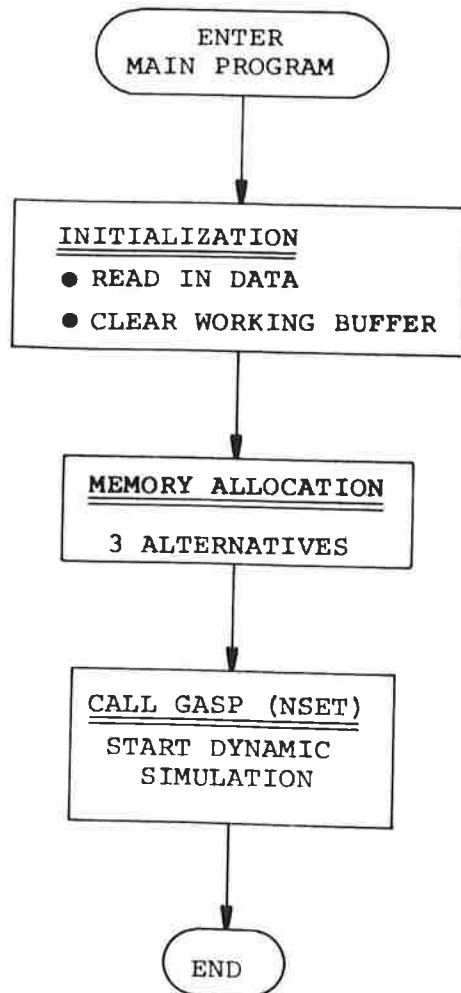 ENTER
MAIN PROGRAM
INITIALIZATION
● READ IN DATA
● CLEAR WORKING BUFFER
MEMORY ALLOCATION
3 ALTERNATIVES
CALL GASP (NSET)
START DYNAMIC
SIMULATION
END